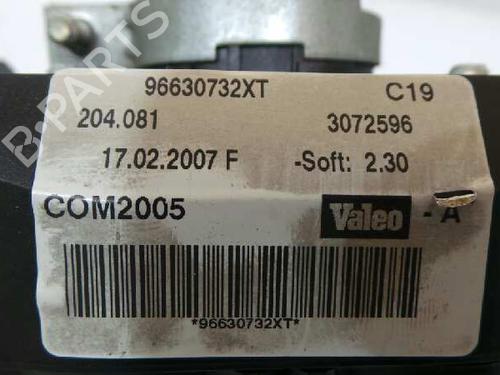 96630732XT C19
204.081 3072596
17.02.2007 F -Soft: 2.30
COM2005 Valeo - A
*96630732XT*
B-PARTS